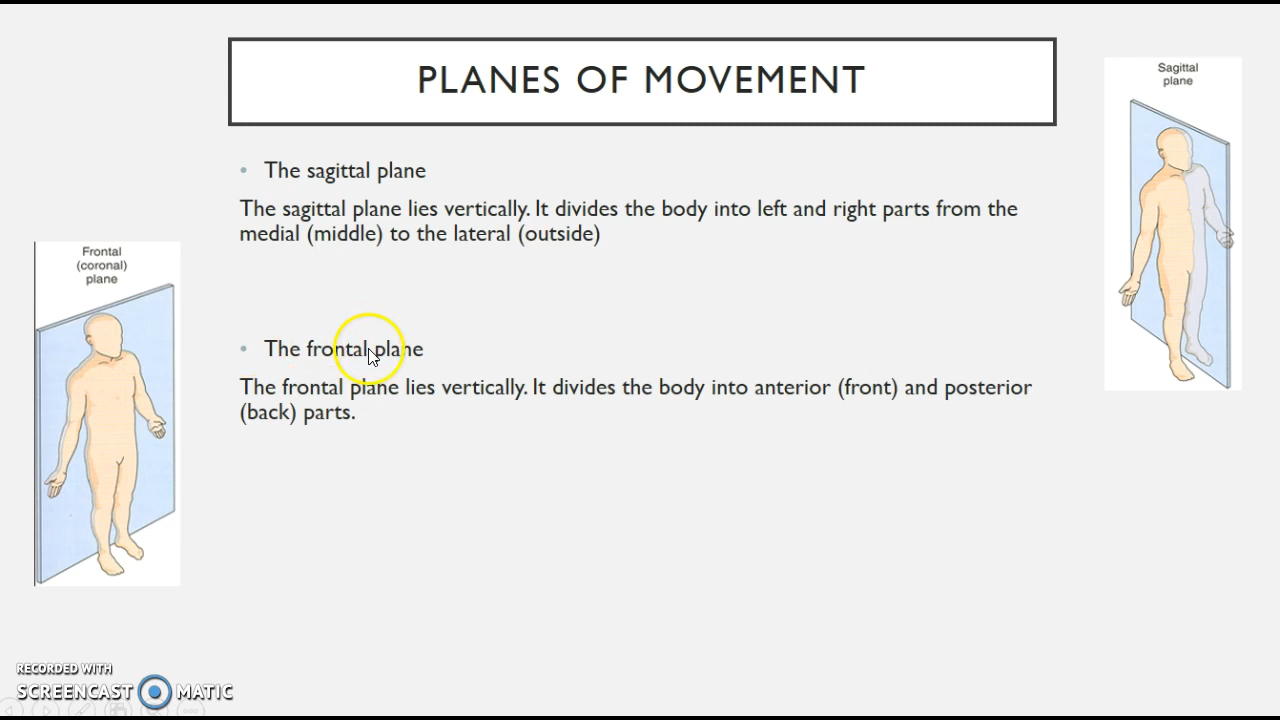 PLANES OF MOVEMENT
Sagittal
plane
• The sagittal plane
The sagittal plane lies vertically. It divides the body into left and right parts from the
medial (middle) to the lateral (outside)
Frontal
(coronal)
plane
• The frontal plane
The frontal plane lies vertically. It divides the body into anterior (front) and posterior
(back) parts.
RECORDED WITH
SCREENCAST MATIC